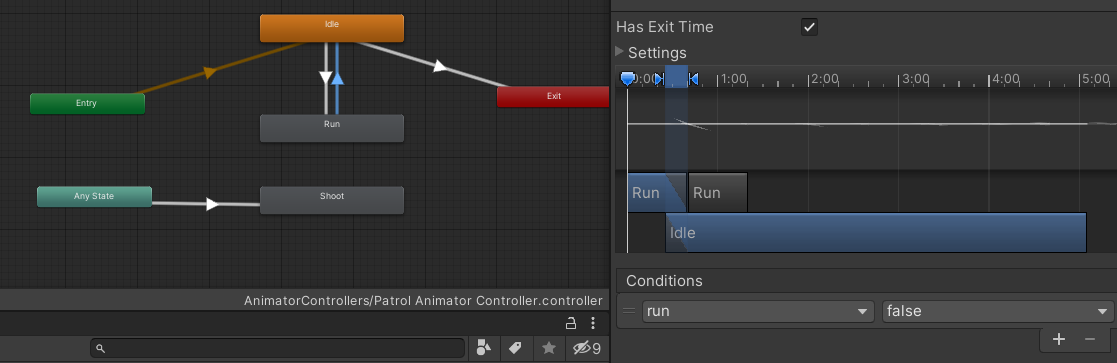 Idle
Entry
Exit
Run
Any State
Shoot
AnimatorControllers/Patrol Animator Controller.controller
9
Has Exit Time
Settings
0:00 1:00 2:00 3:00 4:00 5:00
Run Run
Idle
Conditions
run false